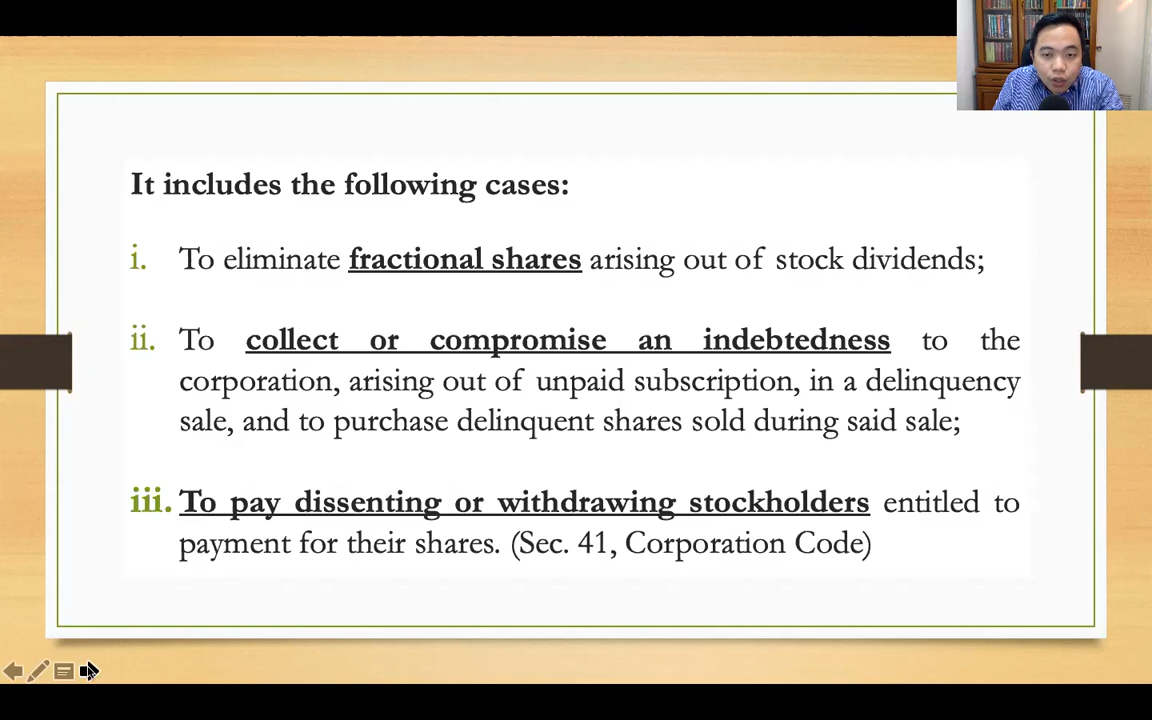 It includes the following cases:
i. To eliminate fractional shares arising out of stock dividends;
ii. To collect or compromise an indebtedness to the
corporation, arising out of unpaid subscription, in a delinquency
sale, and to purchase delinquent shares sold during said sale;
iii. To pay dissenting or withdrawing stockholders entitled to
payment for their shares. (Sec. 41, Corporation Code)